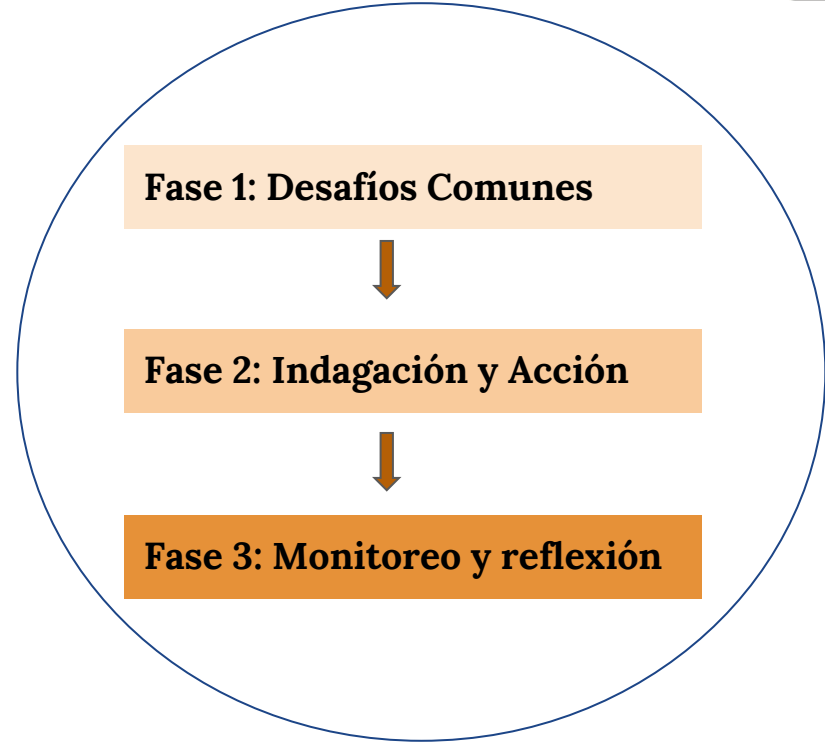 Fase 1: Desafíos Comunes
Fase 2: Indagación y Acción
Fase 3: Monitoreo y reflexión